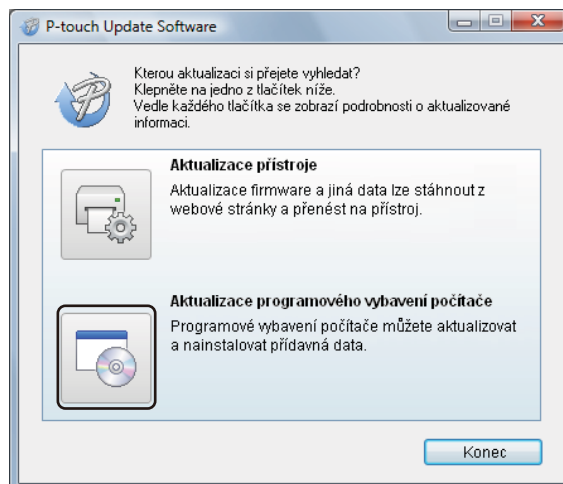 P-touch Update Software
Kterou aktualizaci si přejete vyhledat?
Klepněte na jedno z tlačítek níže.
Vedle každého tlačítka se zobrazí podrobnosti o aktualizované
informaci.
Aktualizace přístroje
Aktualizace firmware a jiná data lze stáhnout z
webové stránky a přenést na přístroj.
Aktualizace programového vybavení počítače
Programové vybavení počítače můžete aktualizovat
a nainstalovat přídavná data.
Konec